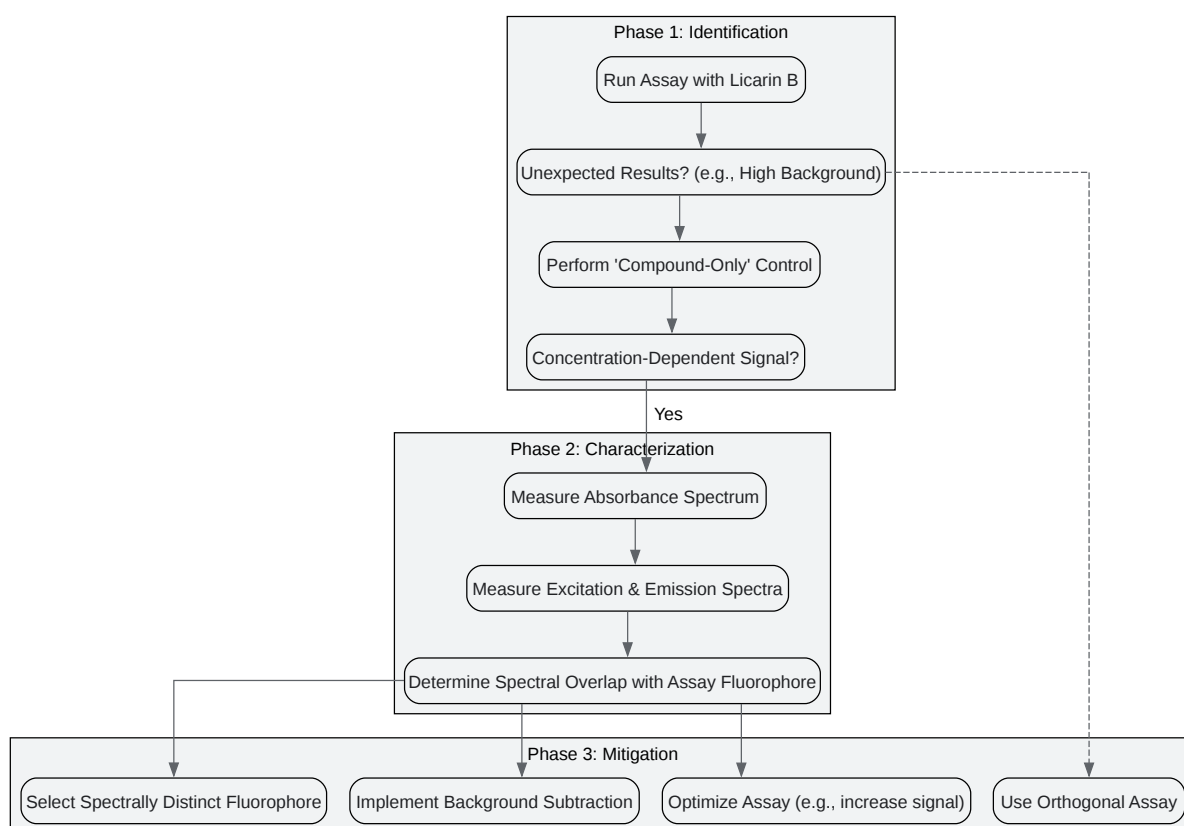 Phase 1: Identification
Run Assay with Licarin B
Unexpected Results? (e.g., High Background)
Perform 'Compound-Only' Control
Concentration-Dependent Signal?
Yes
Phase 2: Characterization
Measure Absorbance Spectrum
Measure Excitation & Emission Spectra
Determine Spectral Overlap with Assay Fluorophore
Phase 3: Mitigation
Select Spectrally Distinct Fluorophore
Implement Background Subtraction
Optimize Assay (e.g., increase signal)
Use Orthogonal Assay